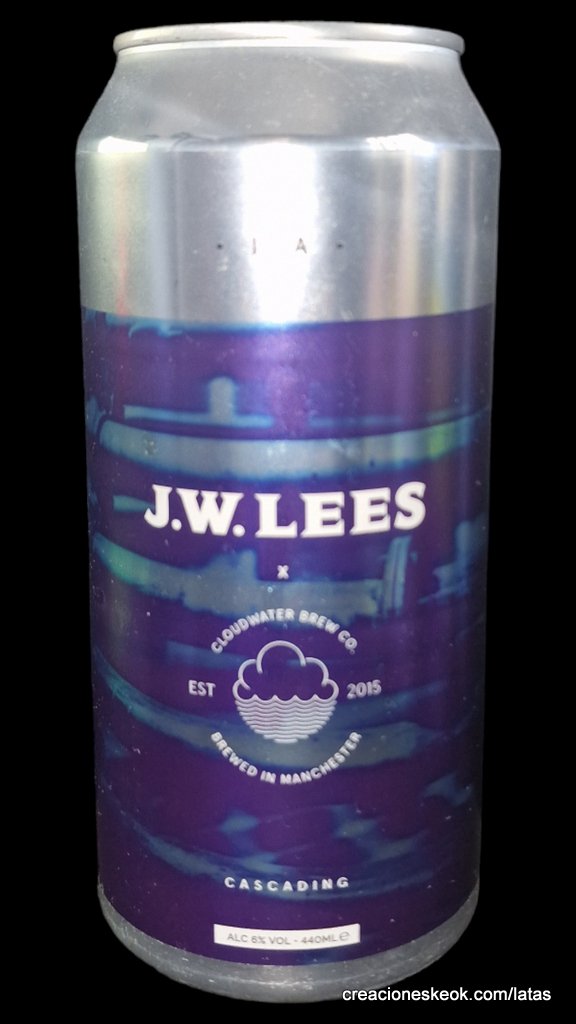 J.W. LEES
X
CLOUDWATER BREW CO.
EST 2015
BREWED IN MANCHESTER
CASCADING
ALC 6% VOL - 440ML ℮
creacioneskeok.com/latas